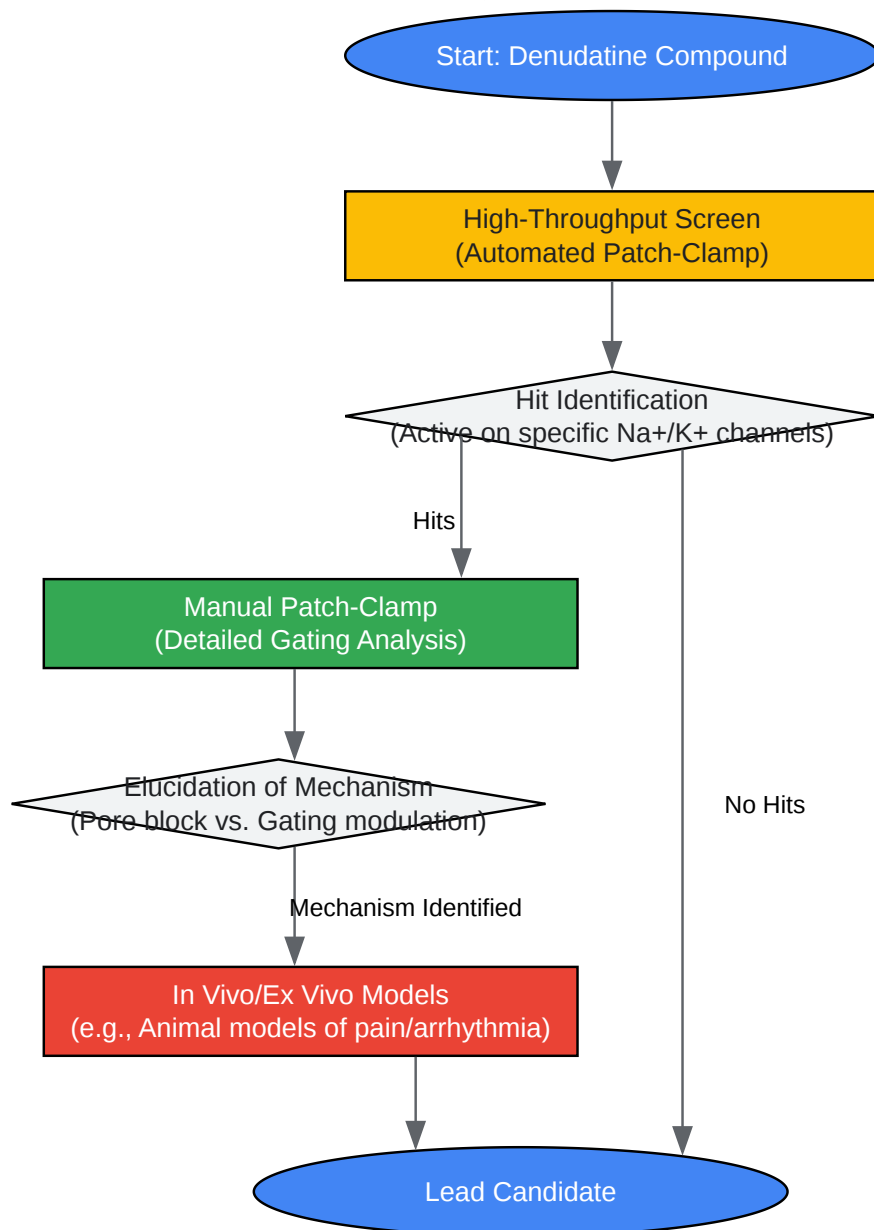 Start: Denudatine Compound
High-Throughput Screen
(Automated Patch-Clamp)
Hit Identification
(Active on specific Na+/K+ channels)
Hits
Manual Patch-Clamp
(Detailed Gating Analysis)
Elucidation of Mechanism
(Pore block vs. Gating modulation)
No Hits
Mechanism Identified
In Vivo/Ex Vivo Models
(e.g., Animal models of pain/arrhythmia)
Lead Candidate